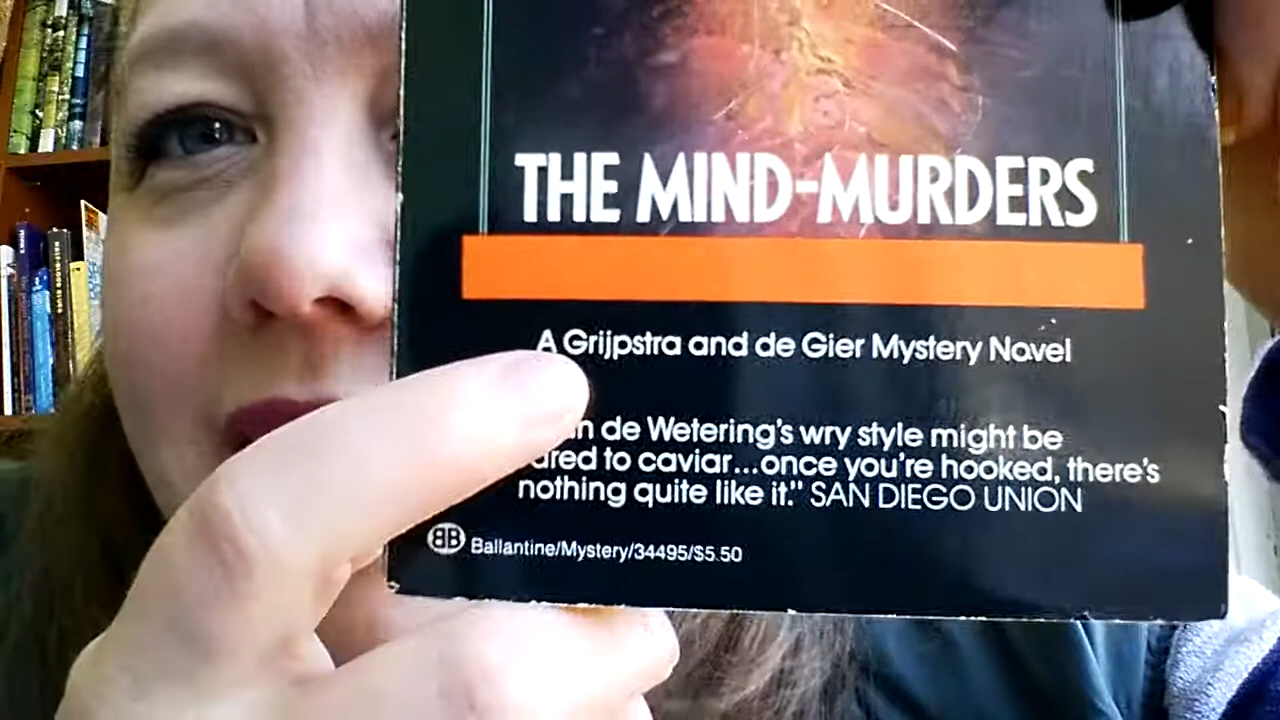 THE MIND-MURDERS
A Grijpstra and de Gier Mystery Novel
de Wetering's wry style might be
to caviar...once you're hooked, there's
nothing quite like it." SAN DIEGO UNION
BB Ballantine/Mystery/34495/$5.50